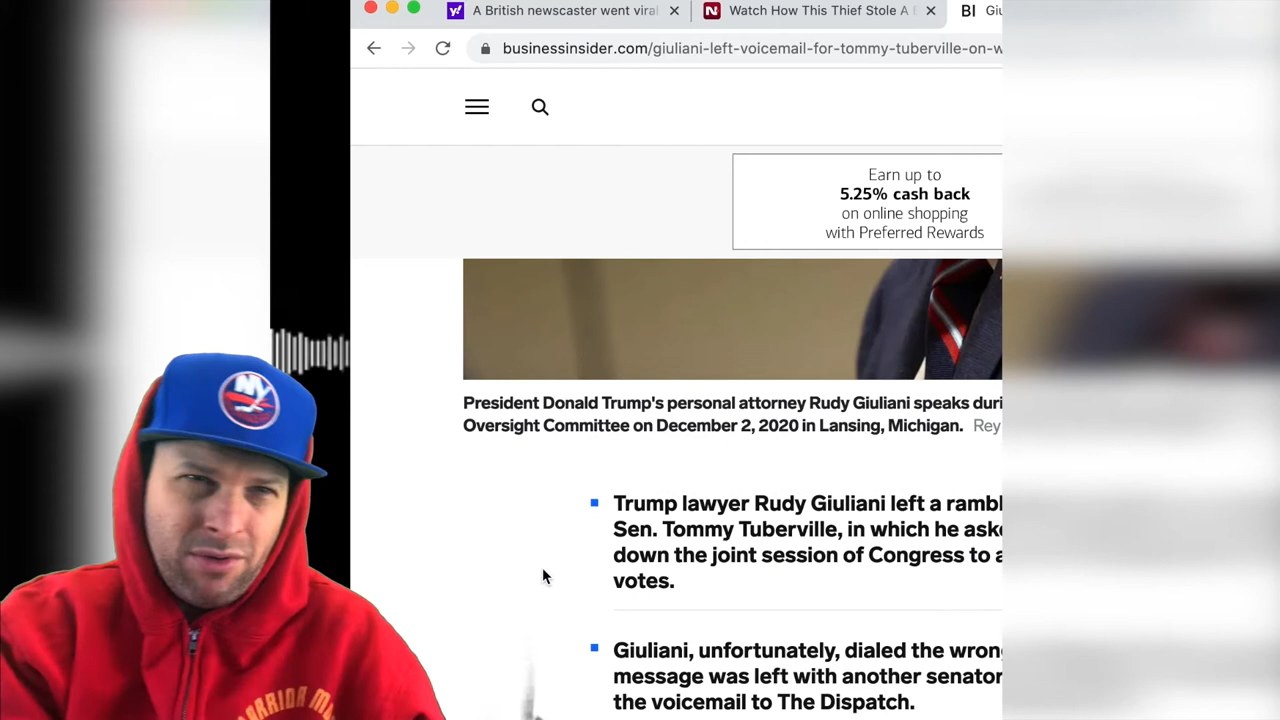 A British newscaster went viral
Watch How This Thief Stole A
BI
businessinsider.com/giuliani-left-voicemail-for-tommy-tuberville-on-w
Earn up to
5.25% cash back
on online shopping
with Preferred Rewards
President Donald Trump's personal attorney Rudy Giuliani speaks duri
Oversight Committee on December 2, 2020 in Lansing, Michigan. Rey
Trump lawyer Rudy Giuliani left a rambl
Sen. Tommy Tuberville, in which he aske
down the joint session of Congress to a
votes.
Giuliani, unfortunately, dialed the wrong
message was left with another senator
the voicemail to The Dispatch.
NY